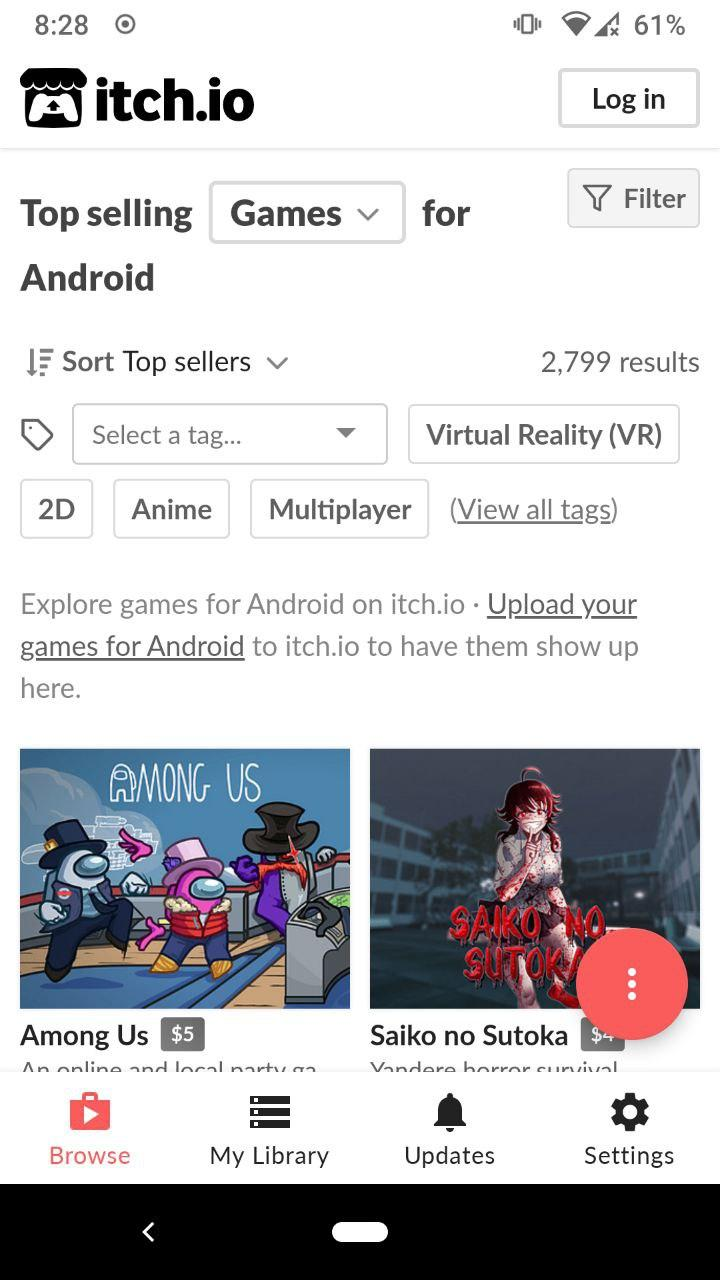 8:28 61%
itch.io Log in
Top selling Games for Filter
Android
Sort Top sellers 2,799 results
Select a tag... Virtual Reality (VR)
2D Anime Multiplayer (View all tags)
Explore games for Android on itch.io · Upload your
games for Android to itch.io to have them show up
here.
AMONG US
SAIKO NO
SUTOKA
Among Us $5
Saiko no Sutoka $4
An online and local party ga...
Yandere horror survival
Browse My Library Updates Settings